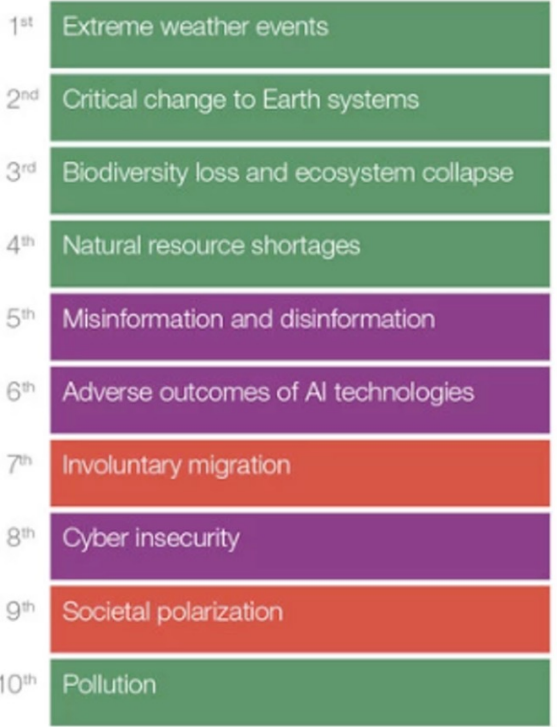 1st Extreme weather events
2nd Critical change to Earth systems
3rd Biodiversity loss and ecosystem collapse
4th Natural resource shortages
5th Misinformation and disinformation
6th Adverse outcomes of AI technologies
7th Involuntary migration
8th Cyber insecurity
9th Societal polarization
10th Pollution